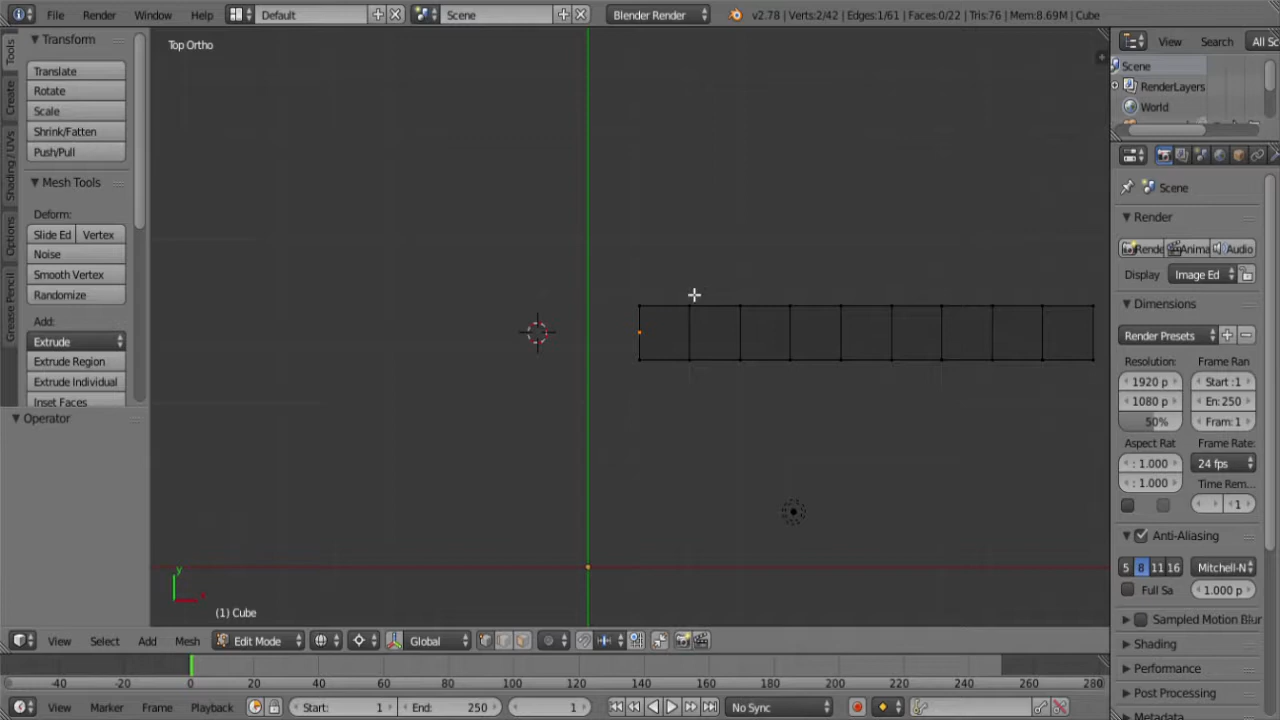 File Render Window Help Default Scene Blender Render v2.78 | Verts:2/42 | Edges:1/61 | Faces:0/22 | Tris:76 | Mem:8.69M | Cube
Tools
Create
Shading / UVs
Options
Grease Pencil
Transform
Translate
Rotate
Scale
Shrink/Fatten
Push/Pull
Mesh Tools
Deform:
Slide Ed Vertex
Noise
Smooth Vertex
Randomize
Add:
Extrude
Extrude Region
Extrude Individual
Inset Faces
Operator
Top Ortho
y
(1) Cube
View Search All Sc
Scene
RenderLayers
World
Scene
Render
Rende Anima Audio
Display Image Ed
Dimensions
Render Presets
Resolution: Frame Ran
1920 p Start :1
1080 p En: 250
50% Fram:1
Aspect Rat Frame Rate:
: 1.000 24 fps
: 1.000 Time Rem...
1
Anti-Aliasing
5 8 11 16 Mitchell-N
Full Sa 1.000 p
Sampled Motion Blur
Shading
Performance
Post Processing
Metadata
View Select Add Mesh Edit Mode Global
-40 -20 0 20 40 60 80 100 120 140 160 180 200 220 240 260 280
View Marker Frame Playback Start: 1 End: 250 1 No Sync